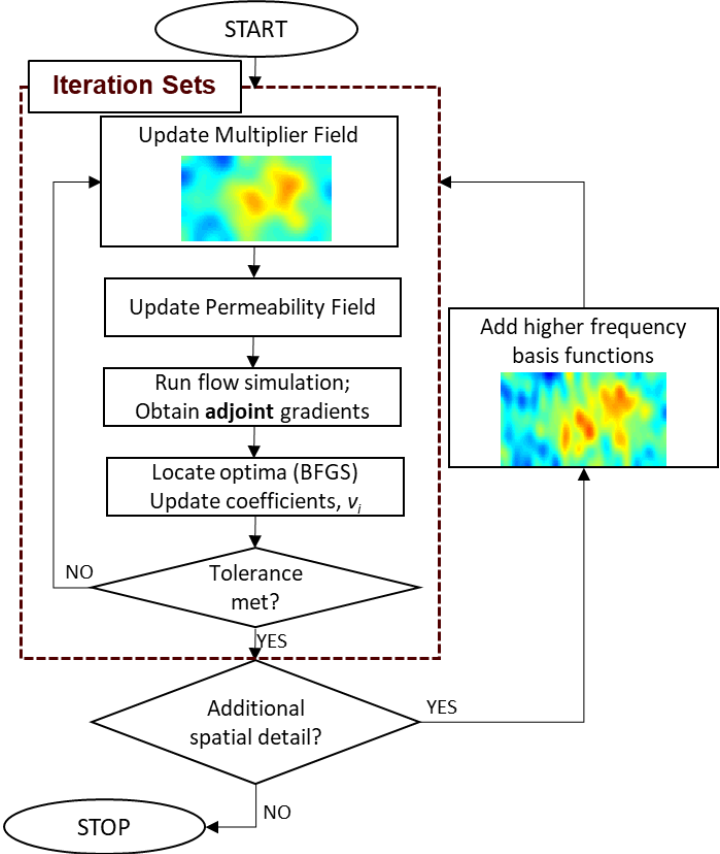 START
Iteration Sets
Update Multiplier Field
Update Permeability Field
Run flow simulation;
Obtain adjoint gradients
Locate optima (BFGS)
Update coefficients, vi
Tolerance
met?
NO
YES
Additional
spatial detail?
YES
Add higher frequency
basis functions
NO
STOP